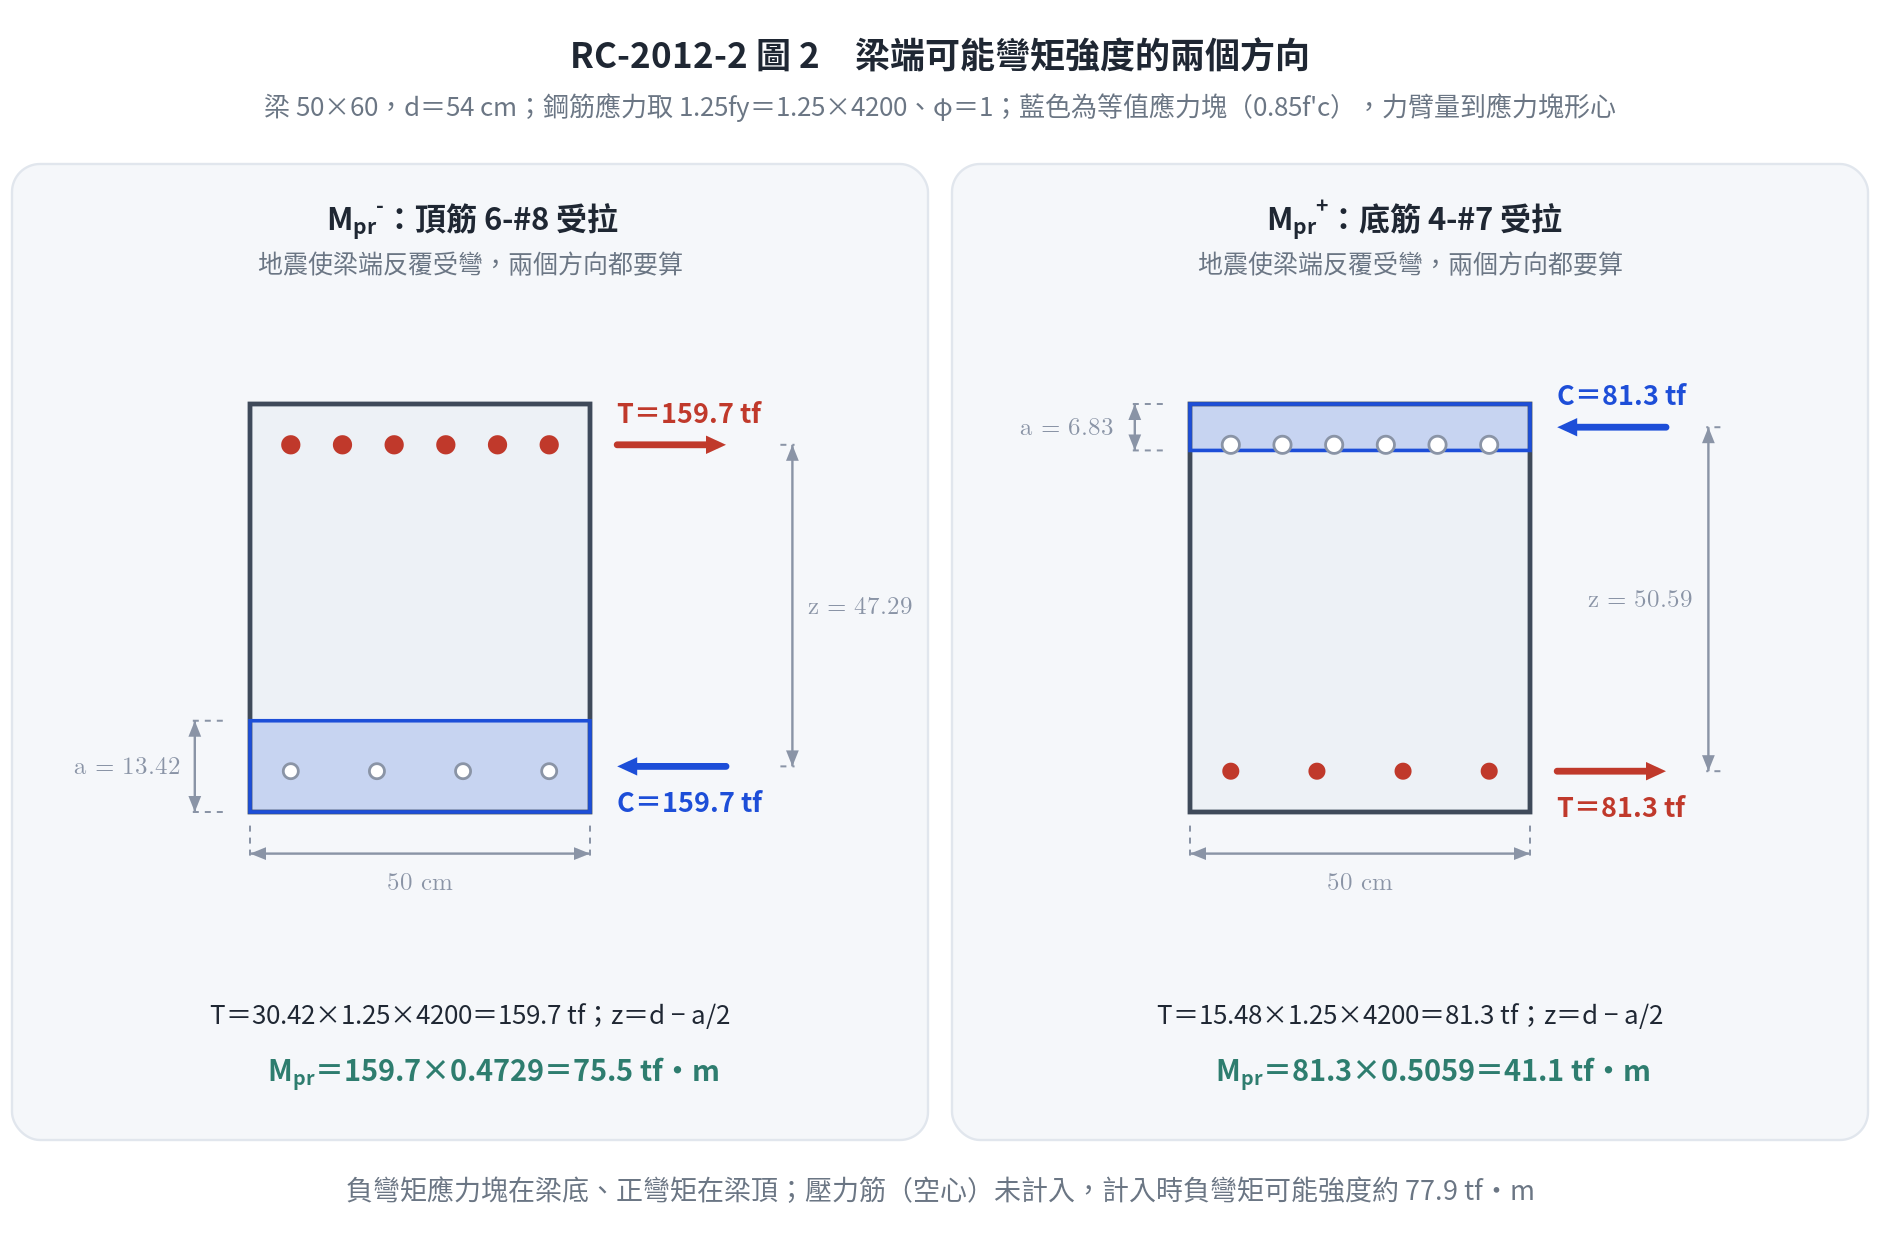 RC-2012-2 圖 2　梁端可能彎矩強度的兩個方向
梁 50×60，d＝54 cm；鋼筋應力取 1.25fy＝1.25×4200、φ＝1；藍色為等值應力塊（0.85f'c），力臂量到應力塊形心
Mpr-：頂筋 6-#8 受拉
地震使梁端反覆受彎，兩個方向都要算
T＝159.7 tf
z = 47.29
a = 13.42
C＝159.7 tf
50 cm
T＝30.42×1.25×4200＝159.7 tf；z＝d − a/2
Mpr＝159.7×0.4729＝75.5 tf・m
Mpr+：底筋 4-#7 受拉
地震使梁端反覆受彎，兩個方向都要算
C＝81.3 tf
a = 6.83
z = 50.59
T＝81.3 tf
50 cm
T＝15.48×1.25×4200＝81.3 tf；z＝d − a/2
Mpr＝81.3×0.5059＝41.1 tf・m
負彎矩應力塊在梁底、正彎矩在梁頂；壓力筋（空心）未計入，計入時負彎矩可能強度約 77.9 tf・m